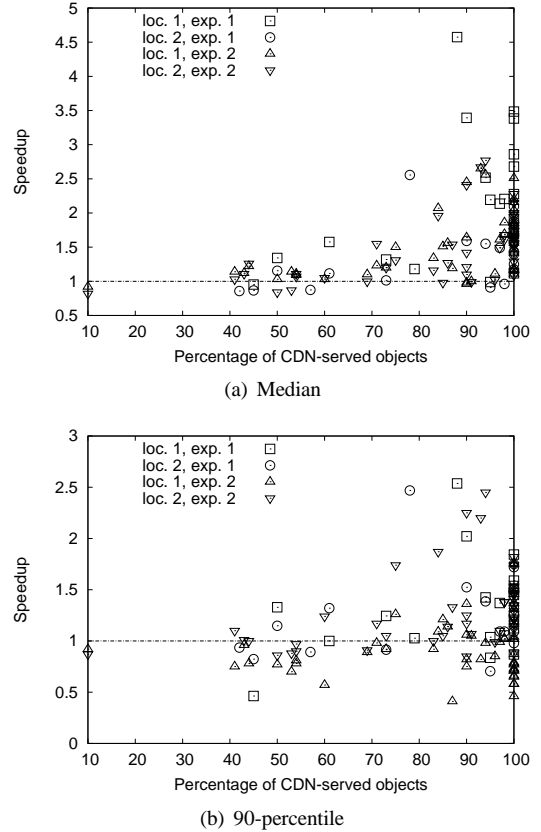 5
4.5
4
3.5
3
2.5
2
1.5
1
0.5
Speedup
loc. 1, exp. 1
loc. 2, exp. 1
loc. 1, exp. 2
loc. 2, exp. 2
10 20 30 40 50 60 70 80 90 100
Percentage of CDN-served objects
(a) Median
3
2.5
2
1.5
1
0.5
0
Speedup
loc. 1, exp. 1
loc. 2, exp. 1
loc. 1, exp. 2
loc. 2, exp. 2
10 20 30 40 50 60 70 80 90 100
Percentage of CDN-served objects
(b) 90-percentile